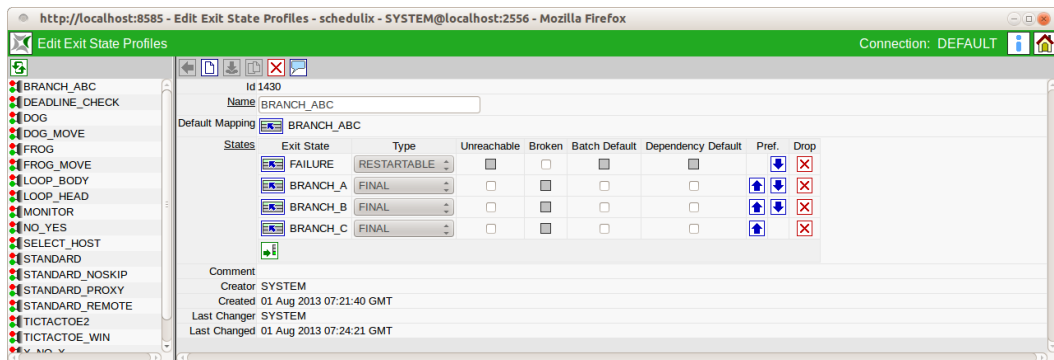 http://localhost:8585 - Edit Exit State Profiles - schedulix - SYSTEM@localhost:2556 - Mozilla Firefox
Edit Exit State Profiles
Connection: DEFAULT
BRANCH_ABC
DEADLINE_CHECK
DOG
DOG_MOVE
FROG
FROG_MOVE
LOOP_BODY
LOOP_HEAD
MONITOR
NO_YES
SELECT_HOST
STANDARD
STANDARD_NOSKIP
STANDARD_PROXY
STANDARD_REMOTE
TICTACTOE2
TICTACTOE_WIN
Id 1430
Name BRANCH_ABC
Default Mapping BRANCH_ABC
States Exit State Type Unreachable Broken Batch Default Dependency Default Pref. Drop
FAILURE RESTARTABLE
BRANCH_A FINAL
BRANCH_B FINAL
BRANCH_C FINAL
Comment
Creator SYSTEM
Created 01 Aug 2013 07:21:40 GMT
Last Changer SYSTEM
Last Changed 01 Aug 2013 07:24:21 GMT